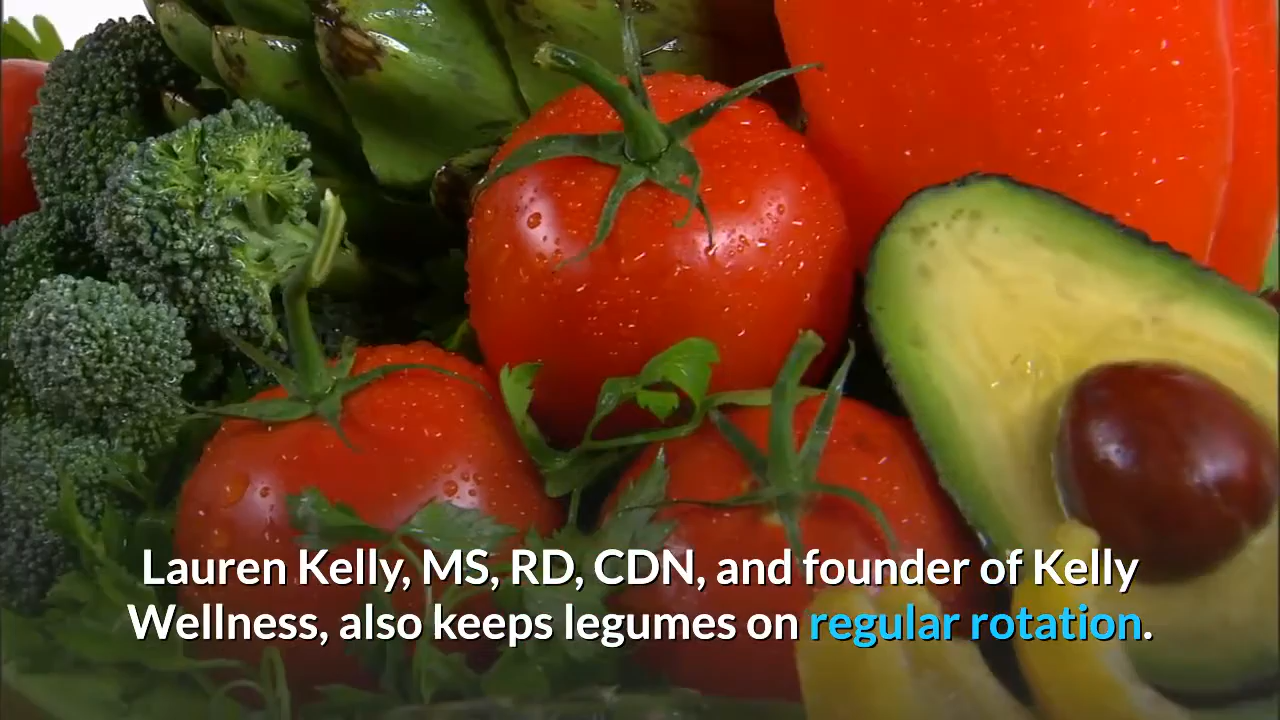 Lauren Kelly, MS, RD, CDN, and founder of Kelly
Wellness, also keeps legumes on regular rotation.